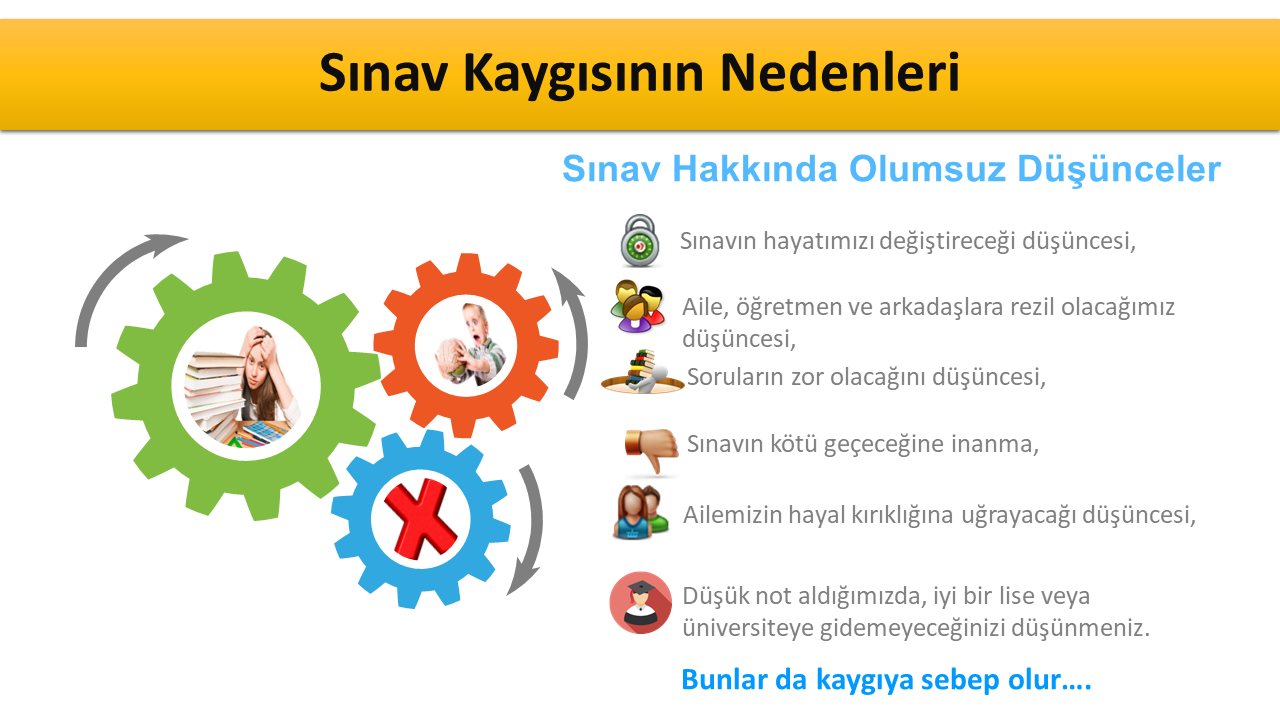 Sınav Kaygısının Nedenleri
Sınav Hakkında Olumsuz Düşünceler
Sınavın hayatımızı değiştireceği düşüncesi,
Aile, öğretmen ve arkadaşlara rezil olacağımız
düşüncesi,
Soruların zor olacağını düşüncesi,
Sınavın kötü geçeceğine inanma,
Ailemizin hayal kırıklığına uğrayacağı düşüncesi,
Düşük not aldığımızda, iyi bir lise veya
üniversiteye gidemeyeceğinizi düşünmeniz.
Bunlar da kaygıya sebep olur….